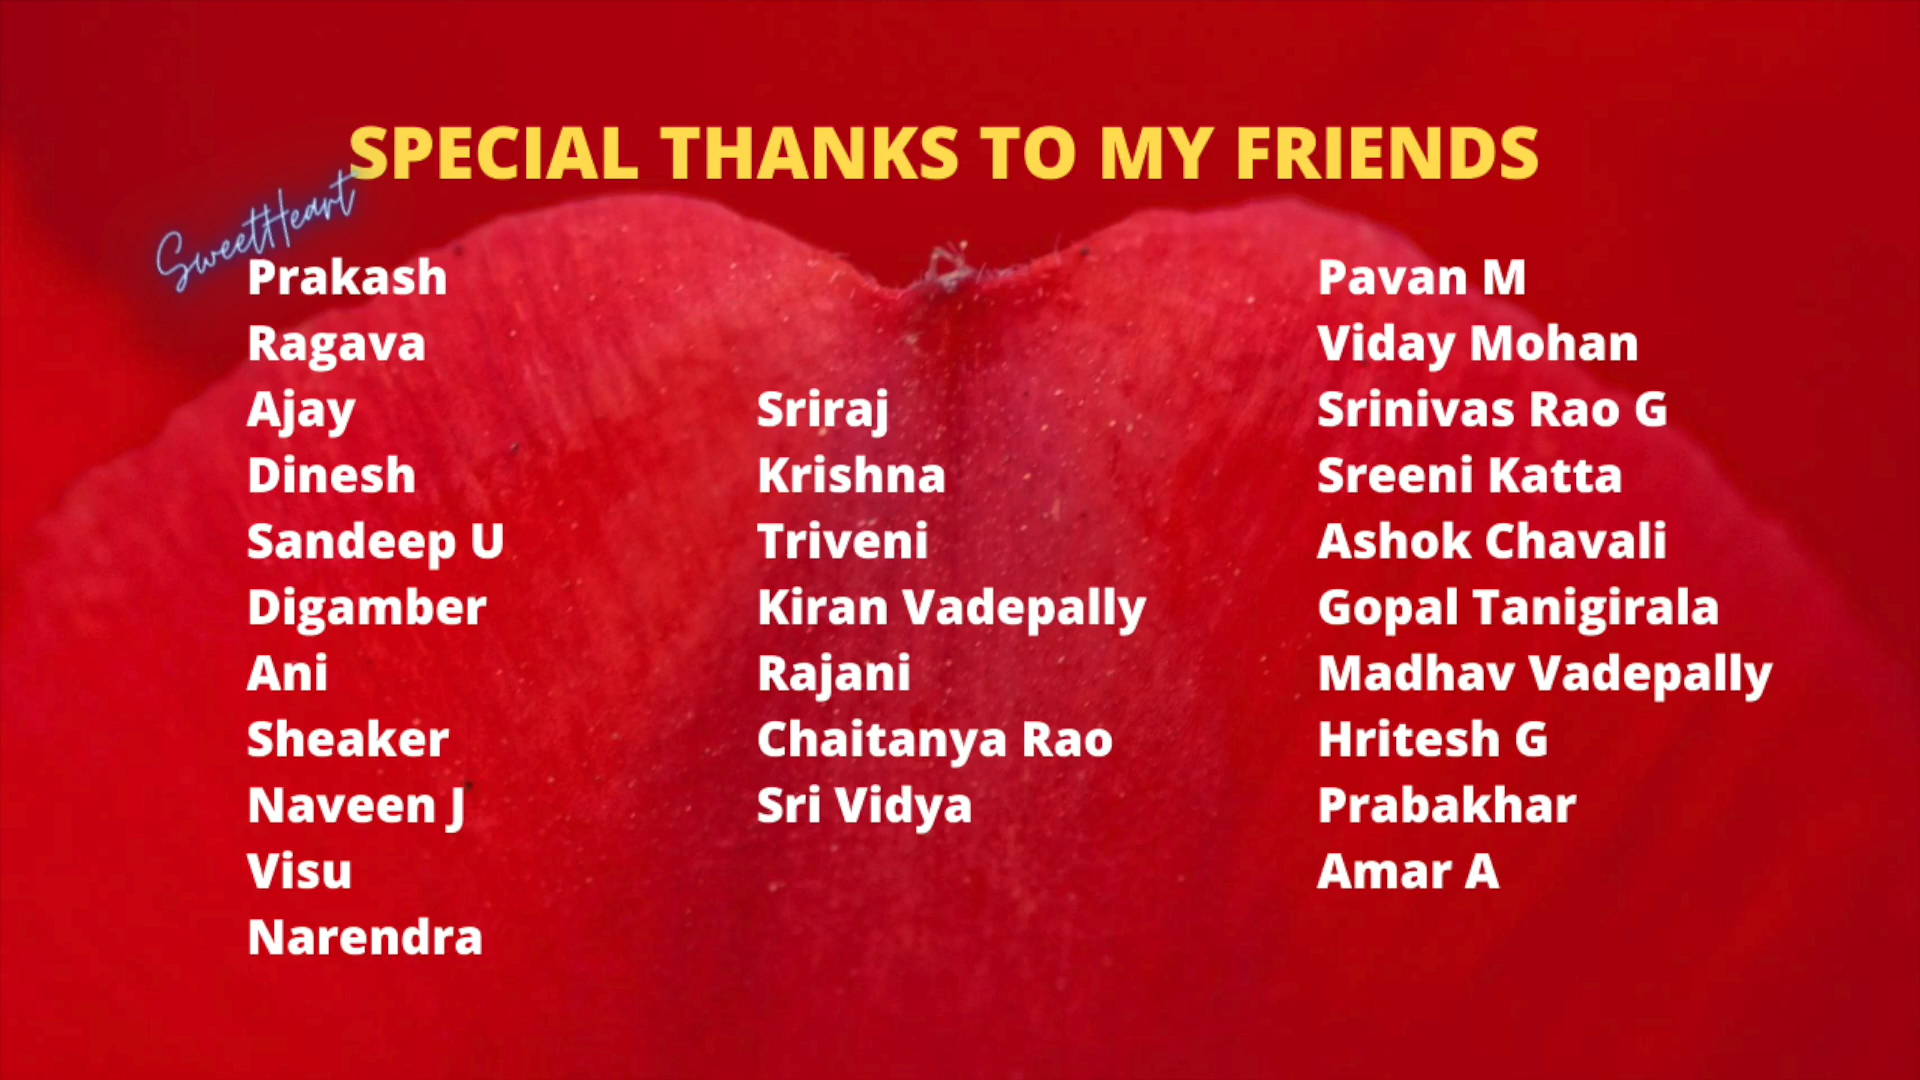 SPECIAL THANKS TO MY FRIENDS
SweetHeart
Prakash
Ragava
Ajay
Dinesh
Sandeep U
Digamber
Ani
Sheaker
Naveen J
Visu
Narendra
Sriraj
Krishna
Triveni
Kiran Vadepally
Rajani
Chaitanya Rao
Sri Vidya
Pavan M
Viday Mohan
Srinivas Rao G
Sreeni Katta
Ashok Chavali
Gopal Tanigirala
Madhav Vadepally
Hritesh G
Prabakhar
Amar A